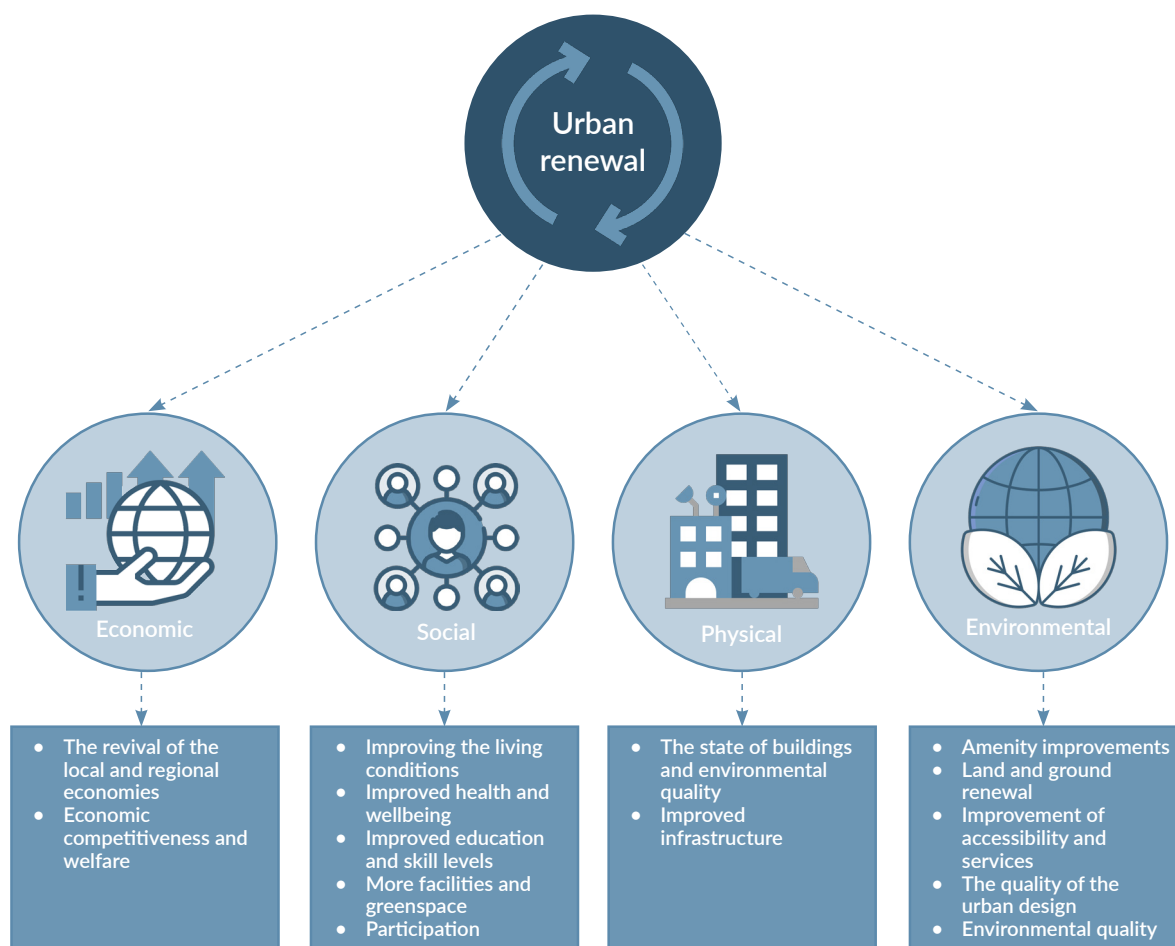 Urban
renewal
Economic
Social
Physical
Environmental
• The revival of the
local and regional
economies
• Economic
competitiveness and
welfare
• Improving the living
conditions
• Improved health and
wellbeing
• Improved education
and skill levels
• More facilities and
greenspace
• Participation
• The state of buildings
and environmental
quality
• Improved
infrastructure
• Amenity improvements
• Land and ground
renewal
• Improvement of
accessibility and
services
• The quality of the
urban design
• Environmental quality